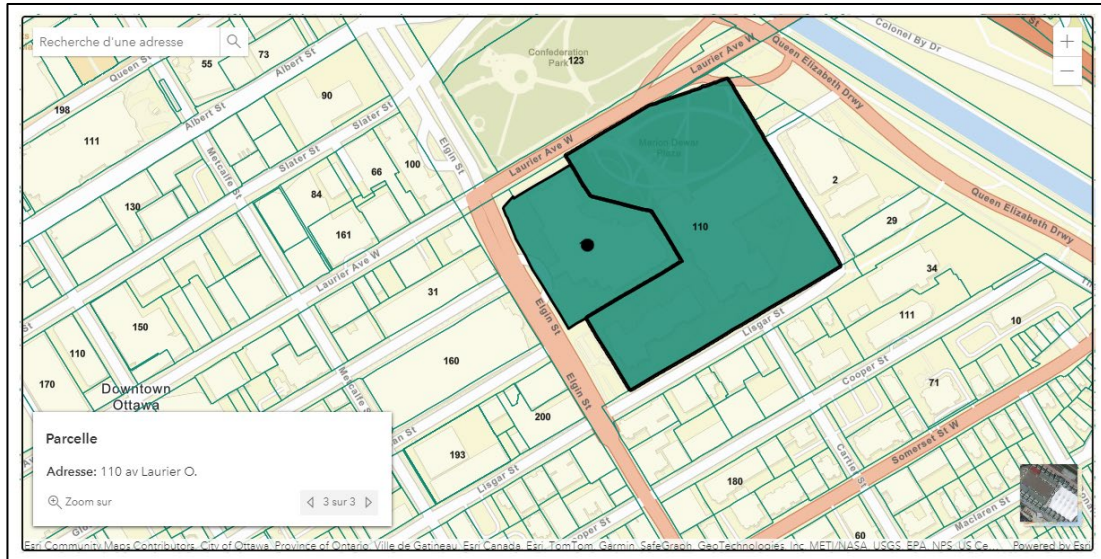 Recherche d'une adresse
Confederation
Park
123
Colonel By Dr
Queen Elizabeth Drwy
Laurier Ave W
Queen St
55
73
Albert St
90
198
111
Albert St
Slater St
Elgin St
66
100
Metcalfe St
Slater St
84
130
161
Laurier Ave W
Marion Dewar
Plaza
2
Queen Elizabeth Drwy
29
110
34
Laurier Ave W
31
Elgin St
150
110
170
Downtown
Ottawa
160
Metcalfe St
Lisgar St
111
10
Cooper St
71
Elgin St
200
193
Lisgar St
Somerset St W
Cartier St
180
Maclaren St
60
Cooper St
Parcelle
Adresse: 110 av Laurier O.
Zoom sur
3 sur 3
Esri Community Maps Contributors, City of Ottawa, Province of Ontario, Ville de Gatineau, Esri Canada, Esri, TomTom, Garmin, SafeGraph, GeoTechnologies, Inc, METI/NASA, USGS, EPA, NPS, US Ce... Powered by Esri